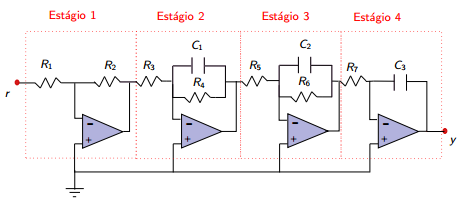 Estágio 1 Estágio 2 Estágio 3 Estágio 4
C1 C2
R1 R2 R3 R5 R7 C3
R4 R6
r
− − − −
+ + + +
y